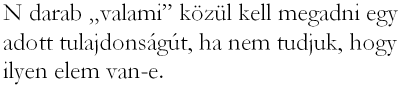 N darab „valami” közül kell megadni egy
adott tulajdonságút, ha nem tudjuk, hogy
ilyen elem van-e.